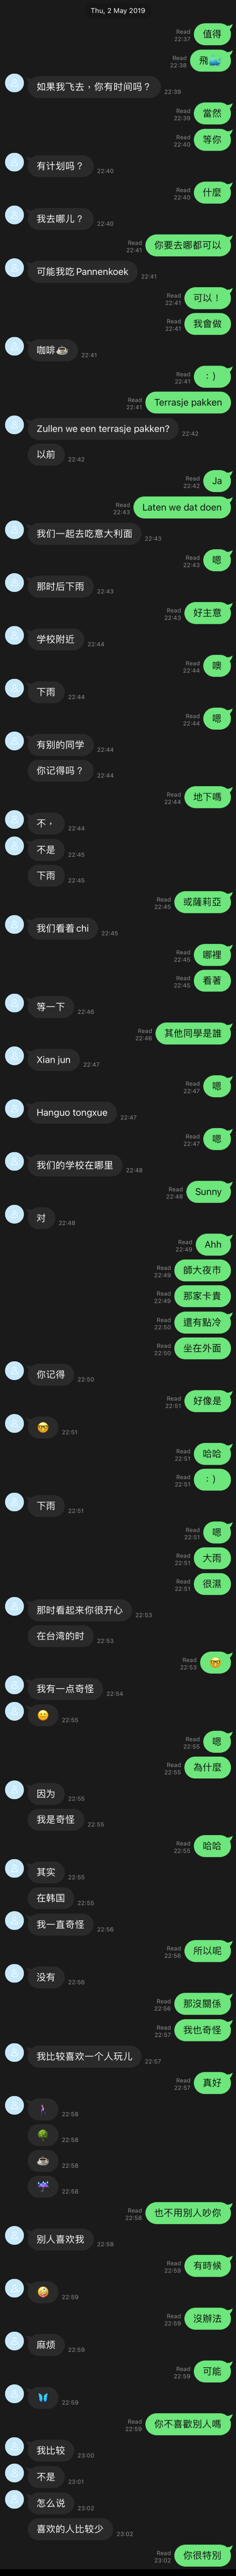 Thu, 2 May 2019
值得
Read
22:37
飛🏞️
Read
22:38
如果我飞去，你有时间吗？
22:39
當然
Read
22:39
等你
Read
22:40
有计划吗？
22:40
什麼
Read
22:40
我去哪儿？
22:40
你要去哪都可以
Read
22:41
可能我吃 Pannenkoek
22:41
可以！
Read
22:41
我會做
Read
22:41
咖啡☕
22:41
：）
Read
22:41
Terrasje pakken
Read
22:41
Zullen we een terrasje pakken?
22:42
以前
22:42
Ja
Read
22:42
Laten we dat doen
Read
22:43
我们一起去吃意大利面
22:43
嗯
Read
22:43
那时后下雨
22:43
好主意
Read
22:43
学校附近
22:44
噢
Read
22:44
下雨
22:44
嗯
Read
22:44
有别的同学
22:44
你记得吗？
22:44
地下嗎
Read
22:44
不，
22:44
不是
22:45
下雨
22:45
或薩莉亞
Read
22:45
我们看着 chi
22:45
哪裡
Read
22:45
看著
Read
22:45
等一下
22:46
其他同學是誰
Read
22:46
Xian jun
22:47
嗯
Read
22:47
Hanguo tongxue
22:47
嗯
Read
22:47
我们的学校在哪里
22:48
Sunny
Read
22:48
对
22:48
Ahh
Read
22:49
師大夜市
Read
22:49
那家卡貴
Read
22:49
還有點冷
Read
22:50
坐在外面
Read
22:50
你记得
22:50
好像是
Read
22:51
🤓
22:51
哈哈
Read
22:51
：）
Read
22:51
下雨
22:51
嗯
Read
22:51
大雨
Read
22:51
很濕
Read
22:51
那时看起来你很开心
22:53
在台湾的时
22:53
🤓
Read
22:53
我有一点奇怪
22:54
😐
22:55
嗯
Read
22:55
為什麼
Read
22:55
因为
22:55
我是奇怪
22:55
哈哈
Read
22:55
其实
22:55
在韩国
22:55
我一直奇怪
22:56
所以呢
Read
22:56
没有
22:56
那沒關係
Read
22:56
我也奇怪
Read
22:57
我比较喜欢一个人玩儿
22:57
真好
Read
22:57
🚶‍♀️
22:58
🌳
22:58
☕
22:58
☔
22:58
也不用別人吵你
Read
22:58
别人喜欢我
22:58
有時候
Read
22:59
🤪
22:59
沒辦法
Read
22:59
麻烦
22:59
可能
Read
22:59
🦋
22:59
你不喜歡別人嗎
Read
22:59
我比较
23:00
不是
23:01
怎么说
23:02
喜欢的人比较少
23:02
你很特別
Read
23:02